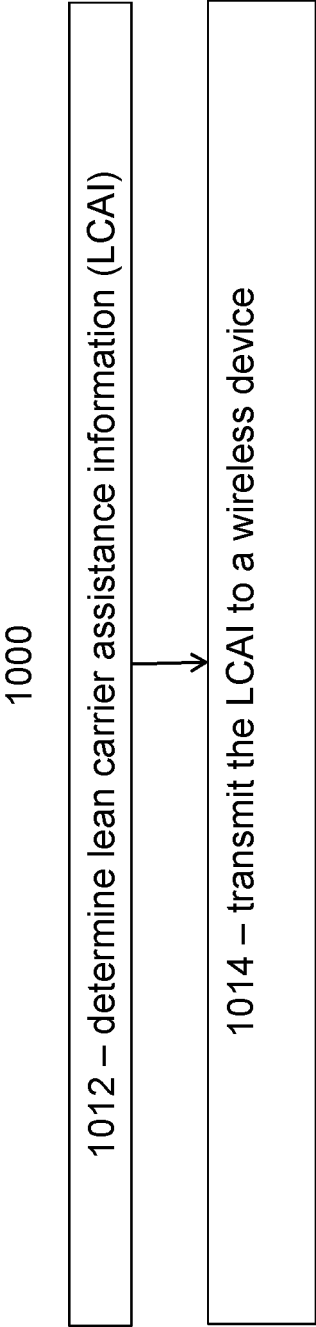 1000
1012 – determine lean carrier assistance information (LCAI)
1014 – transmit the LCAI to a wireless device